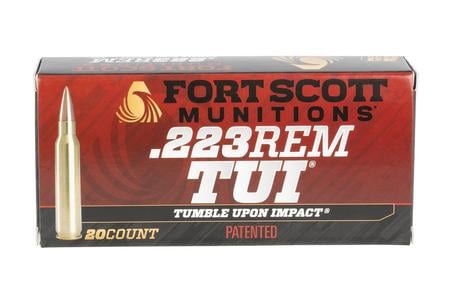 FORT SCOTT
MUNITIONS®
.223REM
TUI®
TUMBLE UPON IMPACT®
20COUNT
PATENTED